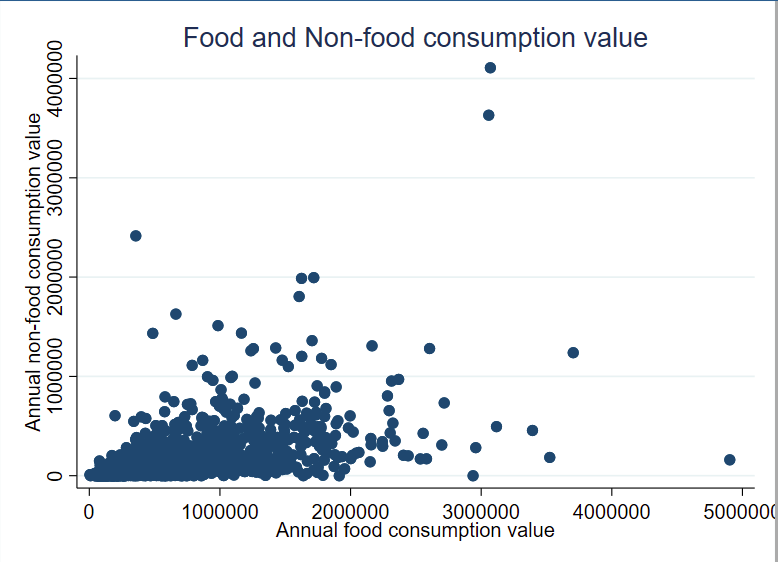 Food and Non-food consumption value
Annual non-food consumption value
4000000
3000000
2000000
1000000
0
0 1000000 2000000 3000000 4000000 5000000
Annual food consumption value